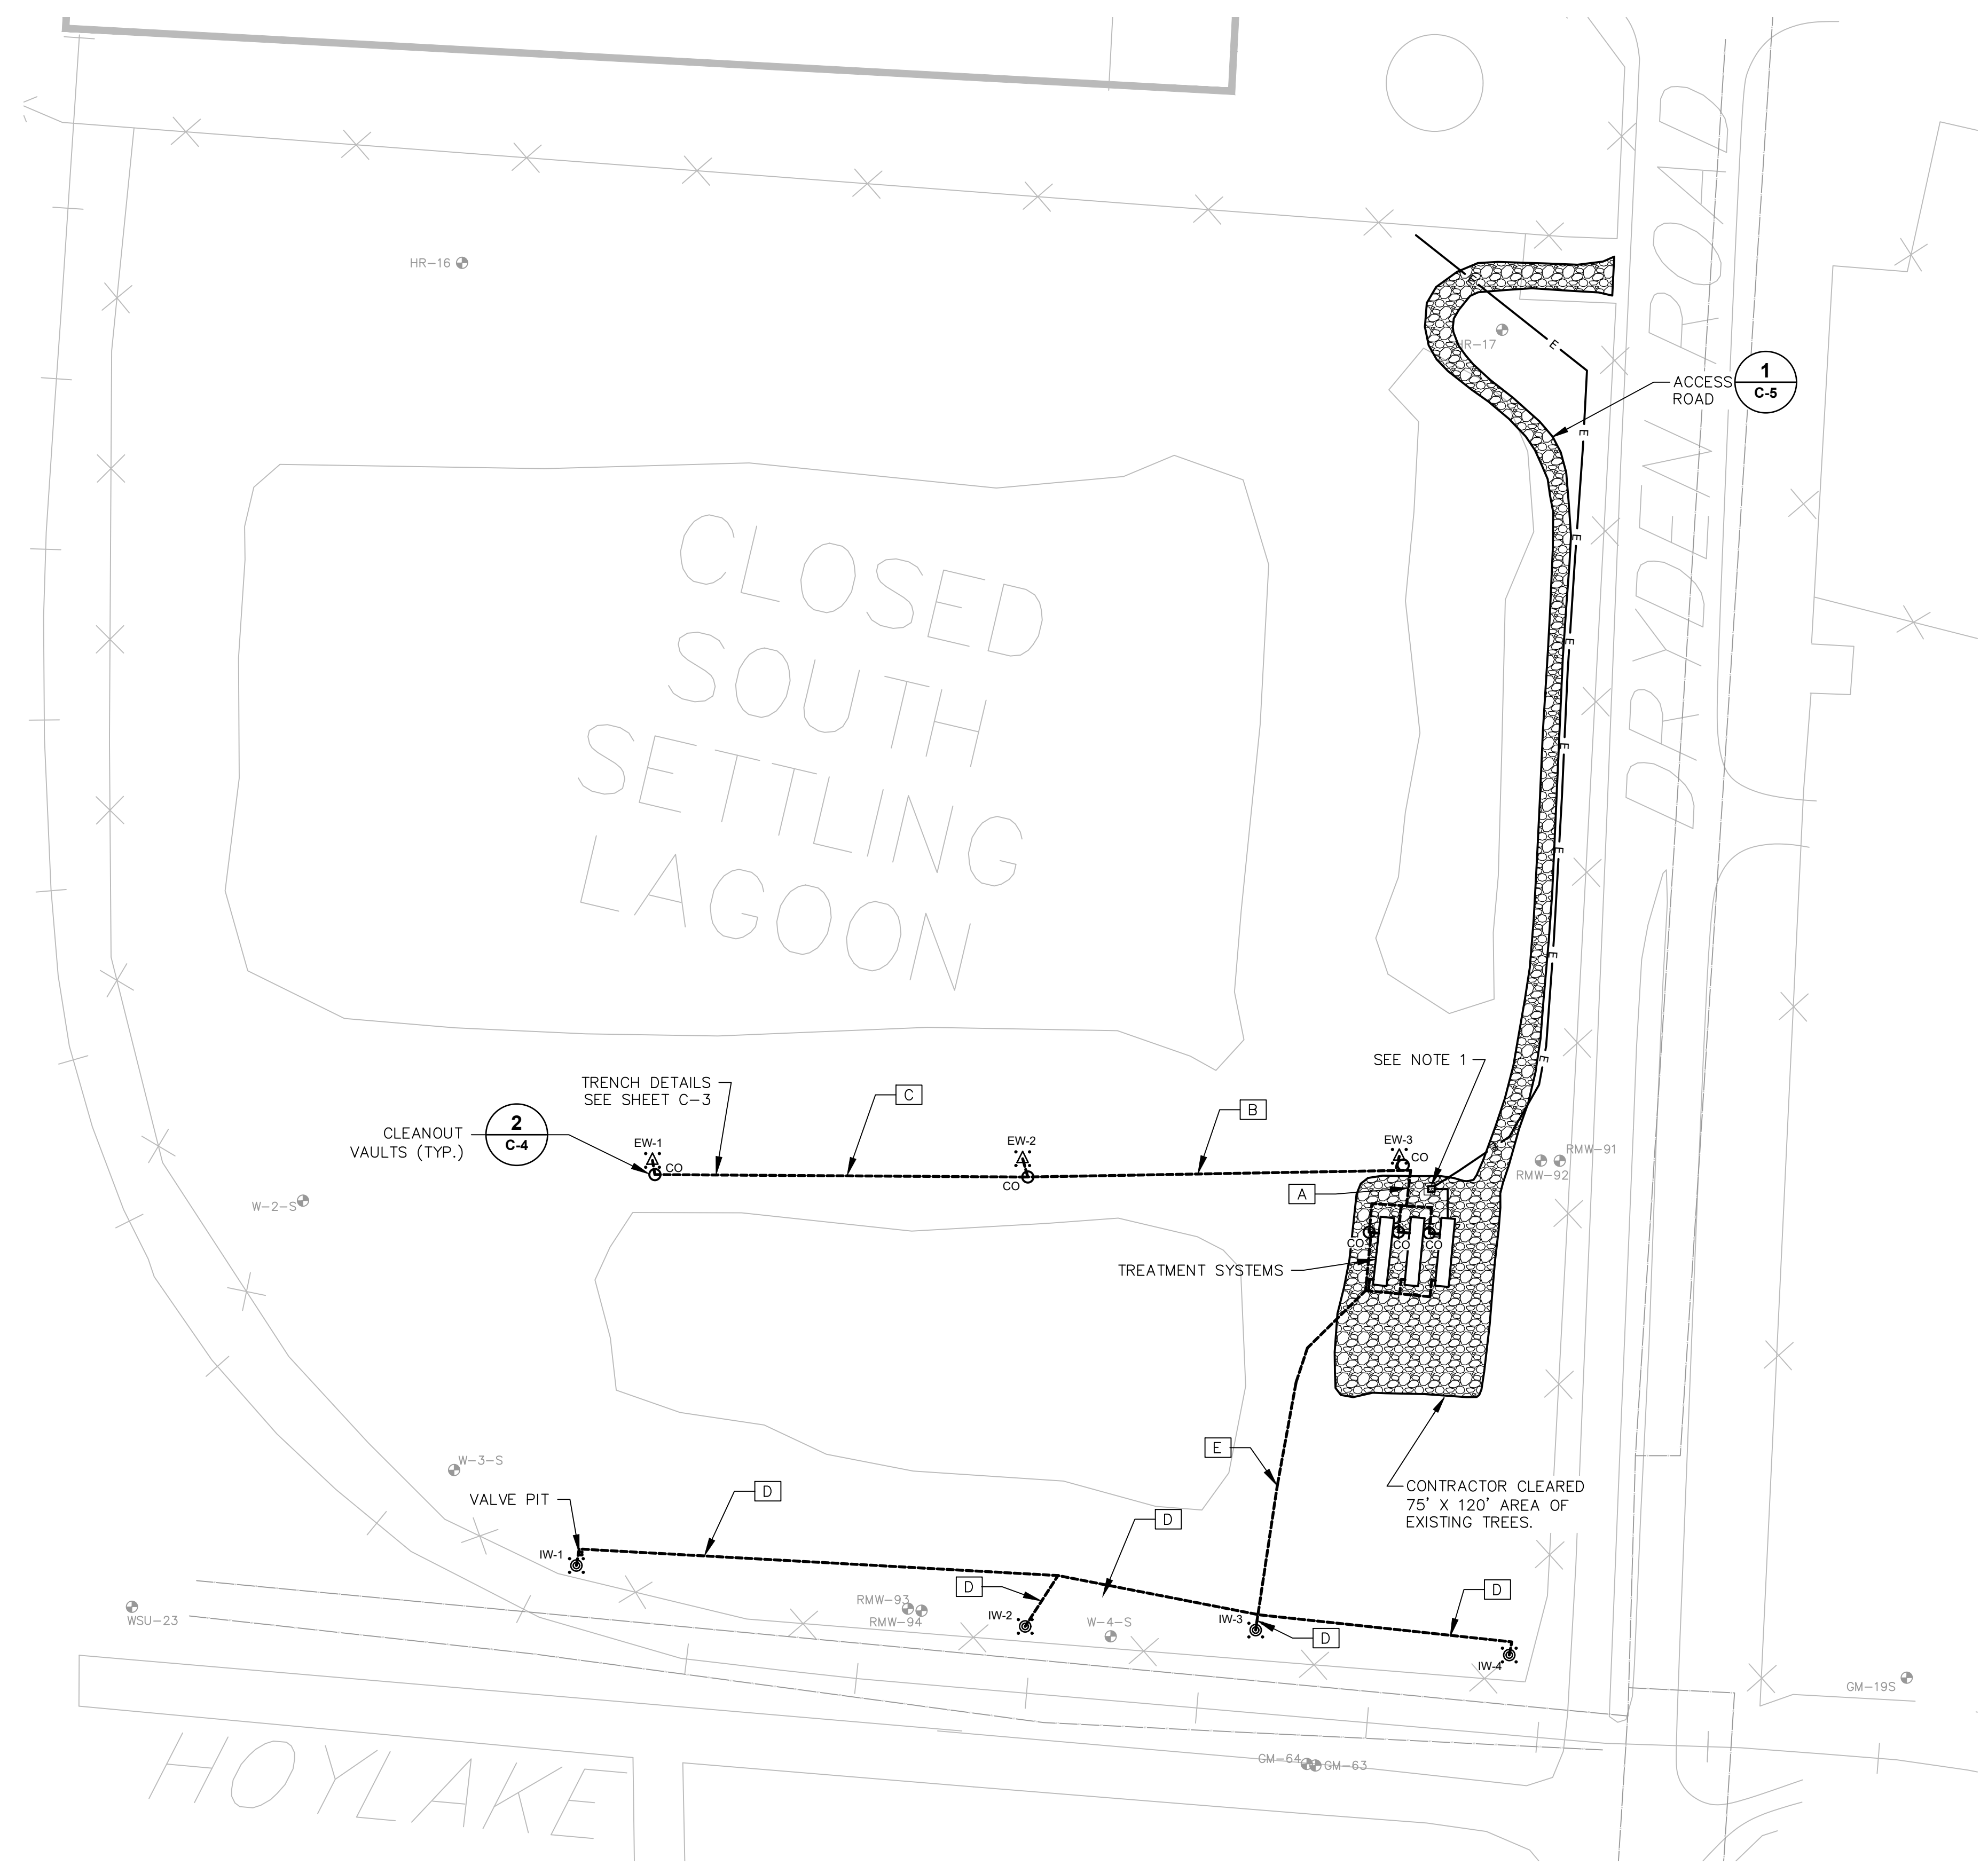 HR-16
HR-17
DRYDEN ROAD
ACCESS
ROAD
1
C-5
E
E
E
E
E
E
E
E
E
CLOSED
SOUTH
SETTLING
LAGOON
SEE NOTE 1
TRENCH DETAILS
SEE SHEET C-3
C
B
2
C-4
CLEANOUT
VAULTS (TYP.)
EW-1
CO
EW-2
CO
EW-3
CO
A
RMW-91
RMW-92
W-2-S
CO
CO
CO
TREATMENT SYSTEMS
E
CONTRACTOR CLEARED
75' X 120' AREA OF
EXISTING TREES.
W-3-S
VALVE PIT
D
D
IW-1
D
D
RMW-93
RMW-94
IW-2
W-4-S
IW-3
D
IW-4
WSU-23
GM-19S
GM-64
GM-63
HOYLAKE